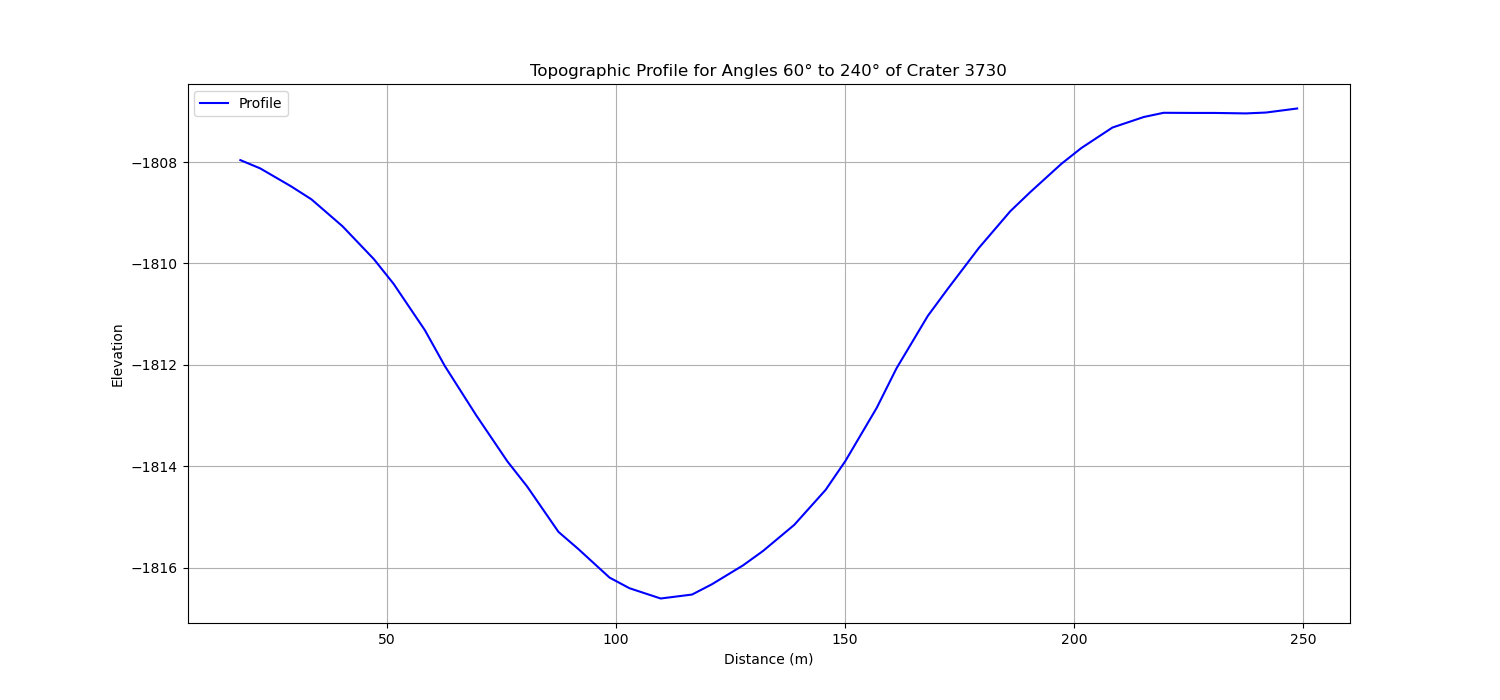 Topographic Profile for Angles 60° to 240° of Crater 3730
Profile
Elevation
−1808
−1810
−1812
−1814
−1816
50
100
150
200
250
Distance (m)